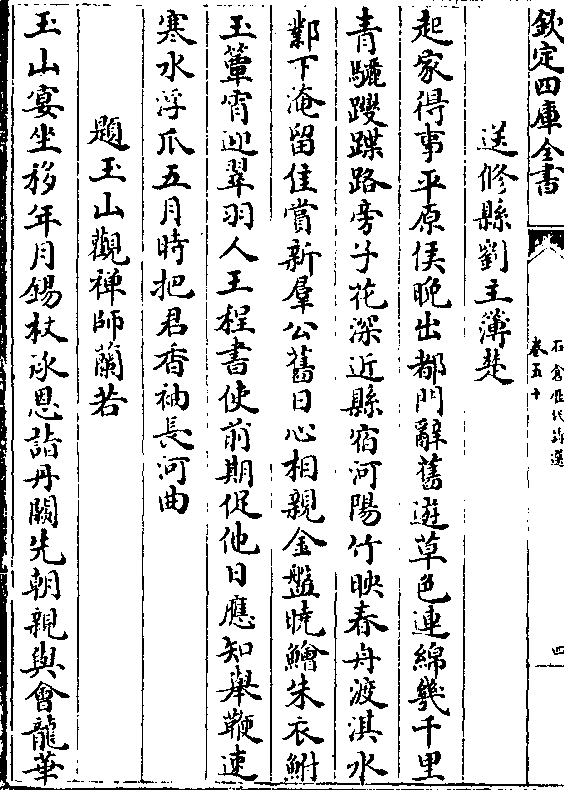 欽定四庫全書
石倉歷代詩選
卷五十
四
送修縣劉主簿楚
起家得事平原侯晚出都門辭舊遊草色連綿幾千里
青驪躞蹀路旁子花深近縣宿河陽竹映春舟渡淇水
鄴下淹留佳賞新羣公舊日心相親金盤曉鱠朱衣鮒
玉簟宵迎翠羽人王程書使前期促他日應知舉鞭速
寒水浮爪五月時把君香袖長河曲
題玉山觀禪師蘭若
玉山宴坐移年月錫杖承恩詣丹闕先朝親與會龍華